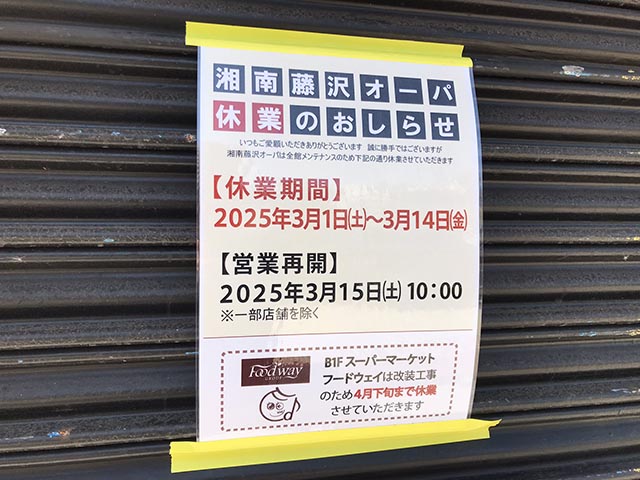 湘南藤沢オーパ
休業のおしらせ
いつもご愛顧いただきありがとうございます 誠に勝手ではございますが
湘南藤沢オーパは全館メンテナンスのため下記の通り休業させていただきます
【休業期間】
2025年3月1日㈯～3月14日㈮
【営業再開】
2025年3月15日㈯ 10:00
※一部店舗を除く
Foodway
GROUP
B1F スーパーマーケット
フードウェイは改装工事
のため4月下旬まで休業
させていただきます